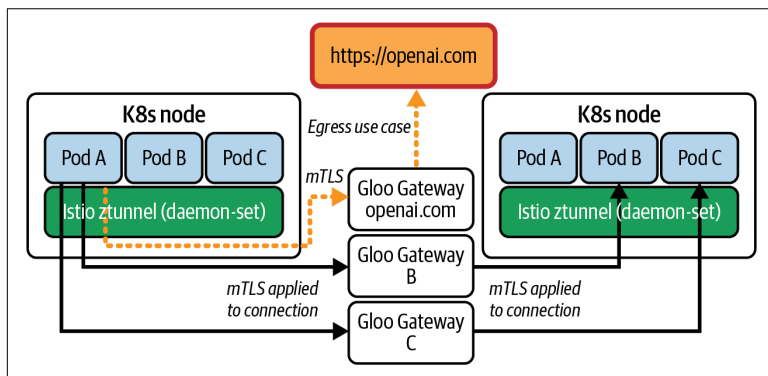 https://openai.com
K8s node
Pod A
Pod B
Pod C
Istio ztunnel (daemon-set)
Egress use case
mTLS
Gloo Gateway
openai.com
Gloo Gateway
B
Gloo Gateway
C
mTLS applied
to connection
mTLS applied
to connection
K8s node
Pod A
Pod B
Pod C
Istio ztunnel (daemon-set)